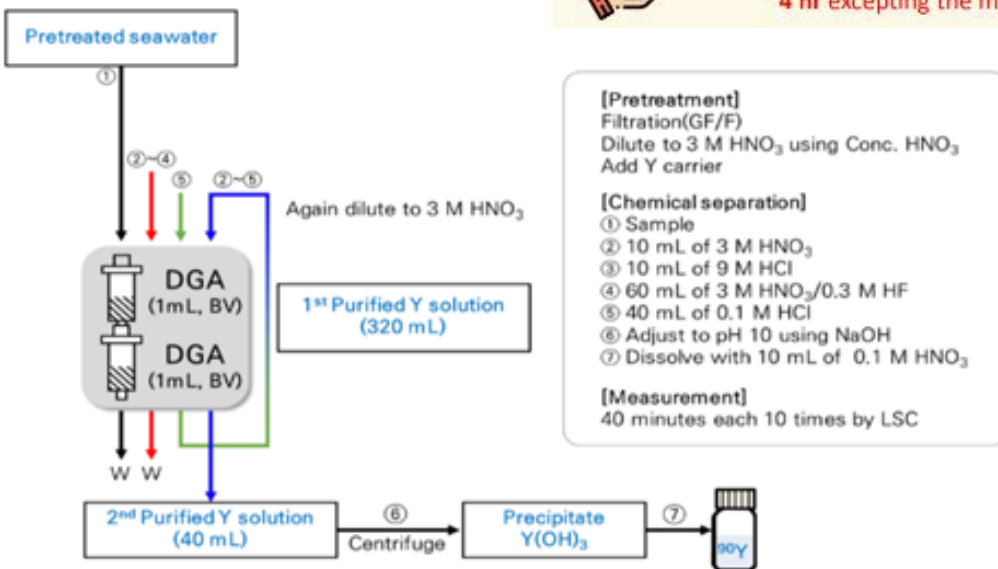 4 hr excepting the m
Pretreated seawater
①
②~④
⑤
②~⑤
Again dilute to 3 M HNO₃
DGA
(1mL, BV)
DGA
(1mL, BV)
1st Purified Y solution
(320 mL)
W W
2nd Purified Y solution
(40 mL)
⑥
Centrifuge
Precipitate
Y(OH)₃
⑦
90Y
[Pretreatment]
Filtration(GF/F)
Dilute to 3 M HNO₃ using Conc. HNO₃
Add Y carrier
[Chemical separation]
① Sample
② 10 mL of 3 M HNO₃
③ 10 mL of 9 M HCl
④ 60 mL of 3 M HNO₃/0.3 M HF
⑤ 40 mL of 0.1 M HCl
⑥ Adjust to pH 10 using NaOH
⑦ Dissolve with 10 mL of 0.1 M HNO₃
[Measurement]
40 minutes each 10 times by LSC